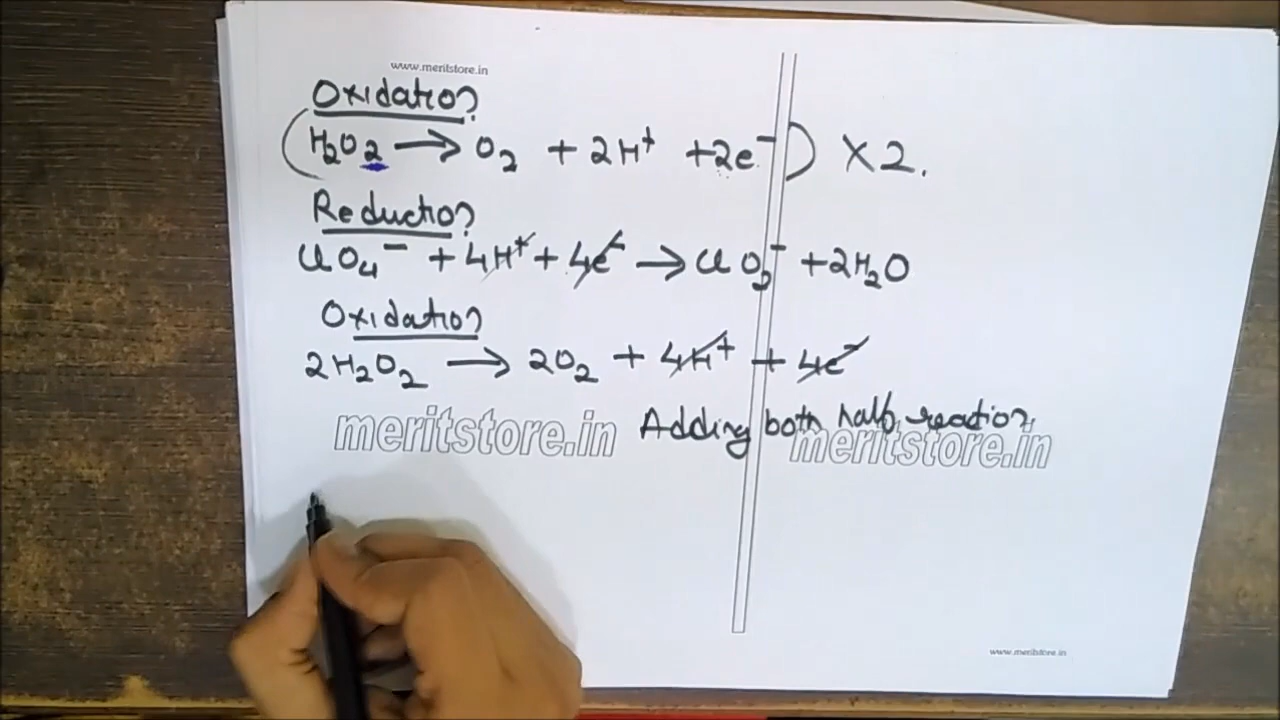 www.meritstore.in
Oxidation
(H₂O₂ → O₂ + 2H⁺ + 2e⁻) × 2.
Reduction
ClO₄⁻ + 4H⁺ + 4e⁻ → ClO₂⁻ + 2H₂O
Oxidation
2H₂O₂ → 2O₂ + 4H⁺ + 4e⁻
Adding both half reaction
meritstore.in meritstore.in
www.meritstore.in